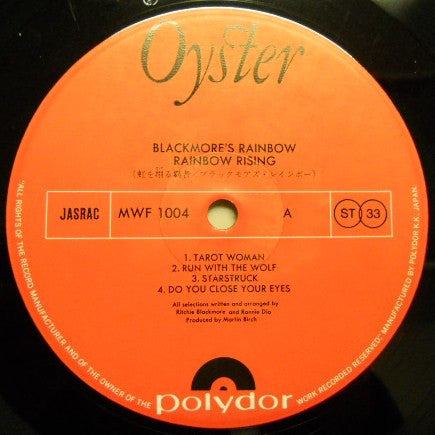 Oyster
BLACKMORE'S RAINBOW
RAINBOW RISING
(虹を翔る覇者/ブラックモアズ・レインボー)
JASRAC MWF 1004 A ST 33
1. TAROT WOMAN
2. RUN WITH THE WOLF
3. STARSTRUCK
4. DO YOU CLOSE YOUR EYES
All selections written and arranged by
Ritchie Blackmore and Ronnie Dio
Produced by Martin Birch
polydor
"ALL RIGHTS OF THE RECORD MANUFACTURER AND OF THE OWNER OF THE WORK RECORDED RESERVED." MANUFACTURED BY POLYDOR K.K. JAPAN.